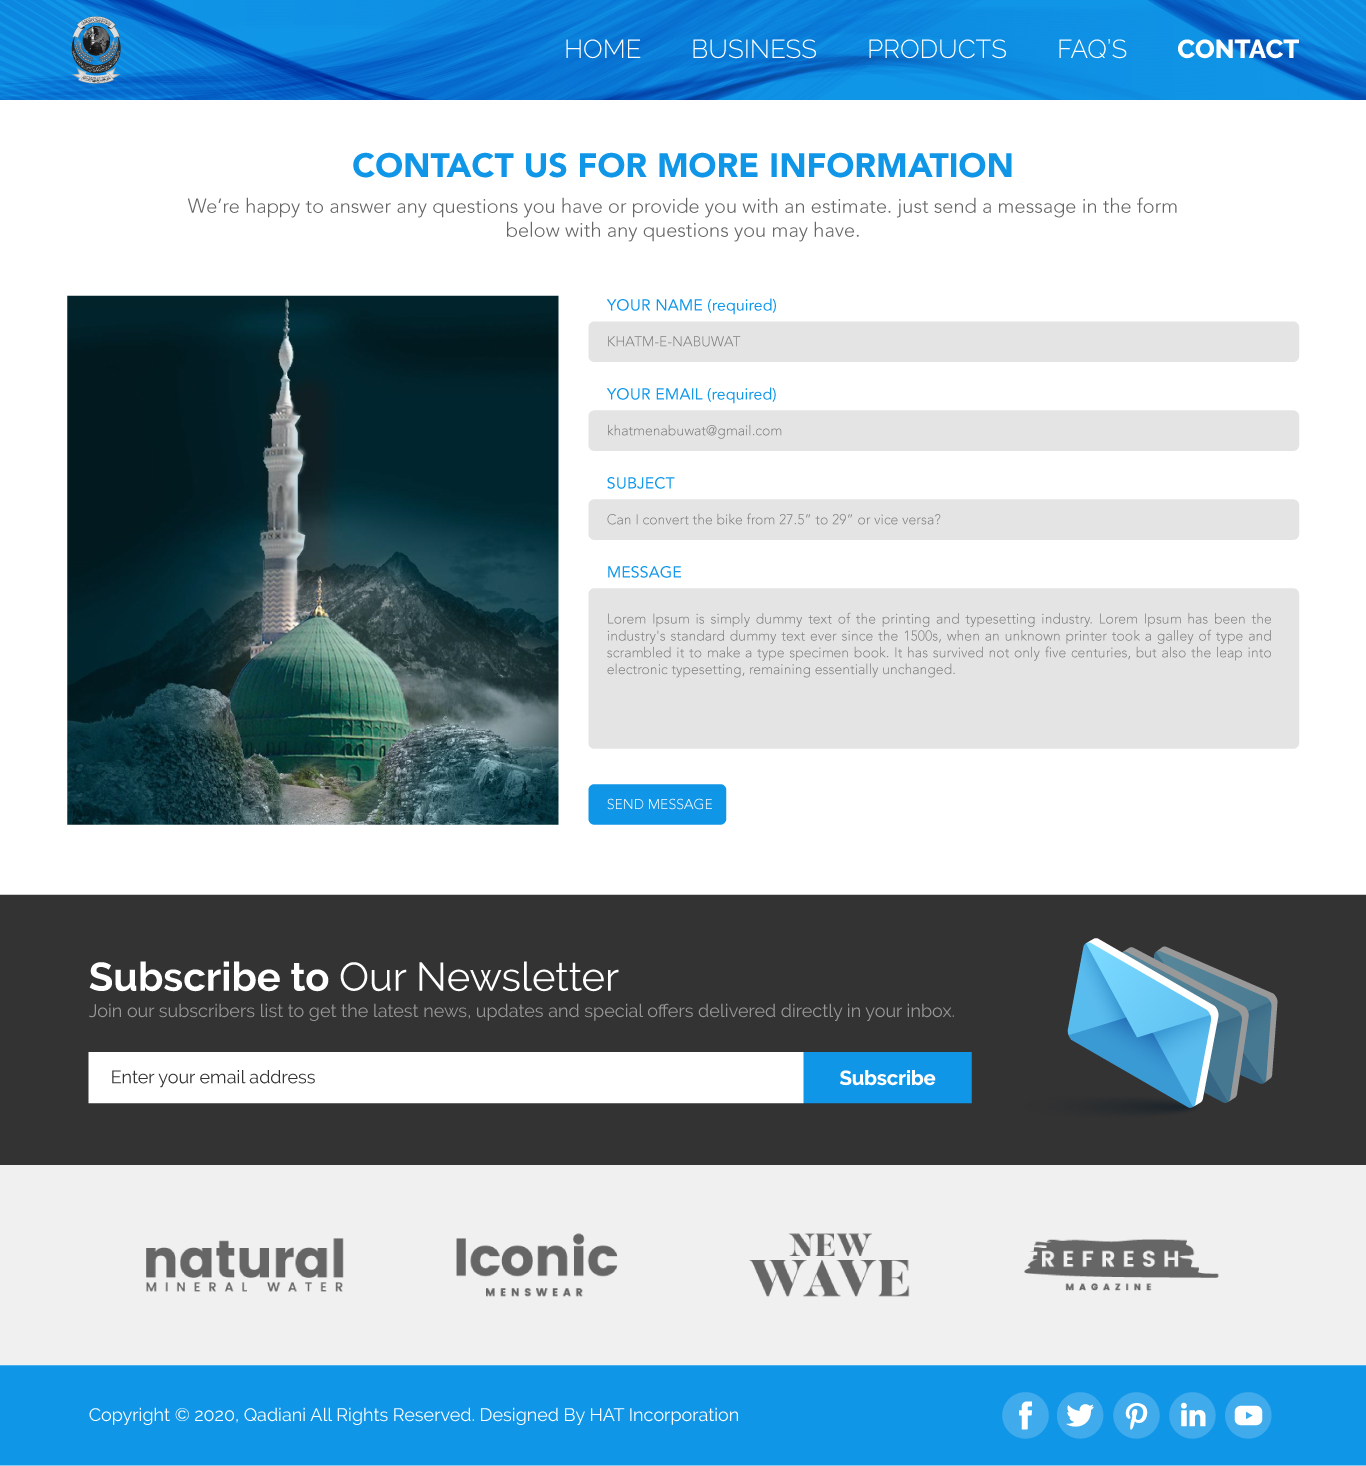 HOME BUSINESS PRODUCTS FAQ'S CONTACT
CONTACT US FOR MORE INFORMATION
We’re happy to answer any questions you have or provide you with an estimate. just send a message in the form
below with any questions you may have.
YOUR NAME (required)
KHATM-E-NABUWAT
YOUR EMAIL (required)
khatmenabuwat@gmail.com
SUBJECT
Can I convert the bike from 27.5” to 29” or vice versa?
MESSAGE
Lorem Ipsum is simply dummy text of the printing and typesetting industry. Lorem Ipsum has been the
industry's standard dummy text ever since the 1500s, when an unknown printer took a galley of type and
scrambled it to make a type specimen book. It has survived not only five centuries, but also the leap into
electronic typesetting, remaining essentially unchanged.
SEND MESSAGE
Subscribe to Our Newsletter
Join our subscribers list to get the latest news, updates and special offers delivered directly in your inbox.
Enter your email address
Subscribe
natural
MINERAL WATER
Iconic
MENSWEAR
NEW
WAVE
REFRESH
MAGAZINE
Copyright © 2020, Qadiani All Rights Reserved. Designed By HAT Incorporation